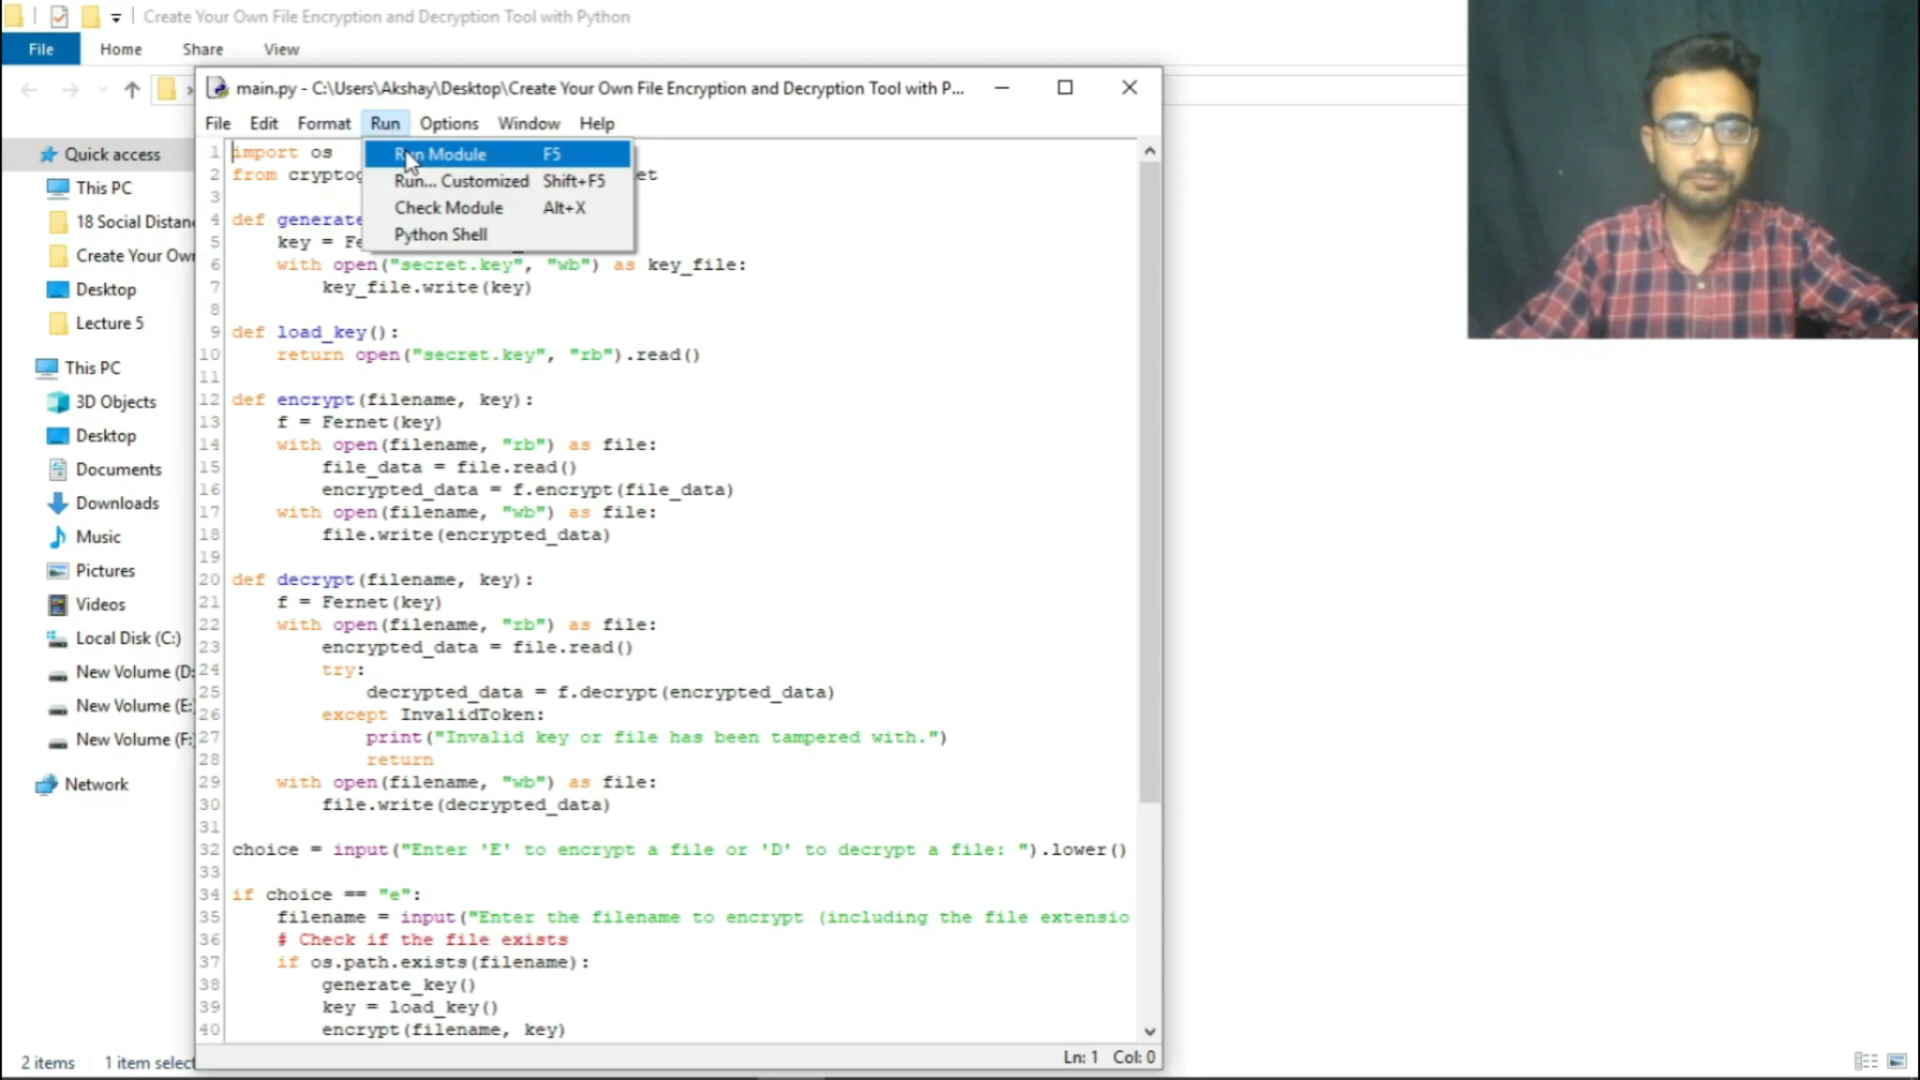 Create Your Own File Encryption and Decryption Tool with Python
File Home Share View
main.py - C:\Users\Akshay\Desktop\Create Your Own File Encryption and Decryption Tool with P...
File Edit Format Run Options Window Help
Quick access
This PC
18 Social Distan
Create Your Own
Desktop
Lecture 5
This PC
3D Objects
Desktop
Documents
Downloads
Music
Pictures
Videos
Local Disk (C:)
New Volume (D:
New Volume (E:
New Volume (F:
Network
2 items 1 item select
Run Module F5
Run... Customized Shift+F5
Check Module Alt+X
Python Shell
1 import os
2 from cryptog et
3
4 def generate
5 key = Fe
6 with open("secret.key", "wb") as key_file:
7 key_file.write(key)
8
9 def load_key():
10 return open("secret.key", "rb").read()
11
12 def encrypt(filename, key):
13 f = Fernet(key)
14 with open(filename, "rb") as file:
15 file_data = file.read()
16 encrypted_data = f.encrypt(file_data)
17 with open(filename, "wb") as file:
18 file.write(encrypted_data)
19
20 def decrypt(filename, key):
21 f = Fernet(key)
22 with open(filename, "rb") as file:
23 encrypted_data = file.read()
24 try:
25 decrypted_data = f.decrypt(encrypted_data)
26 except InvalidToken:
27 print("Invalid key or file has been tampered with.")
28 return
29 with open(filename, "wb") as file:
30 file.write(decrypted_data)
31
32 choice = input("Enter 'E' to encrypt a file or 'D' to decrypt a file: ").lower()
33
34 if choice == "e":
35 filename = input("Enter the filename to encrypt (including the file extensio
36 # Check if the file exists
37 if os.path.exists(filename):
38 generate_key()
39 key = load_key()
40 encrypt(filename, key)
Ln: 1 Col: 0